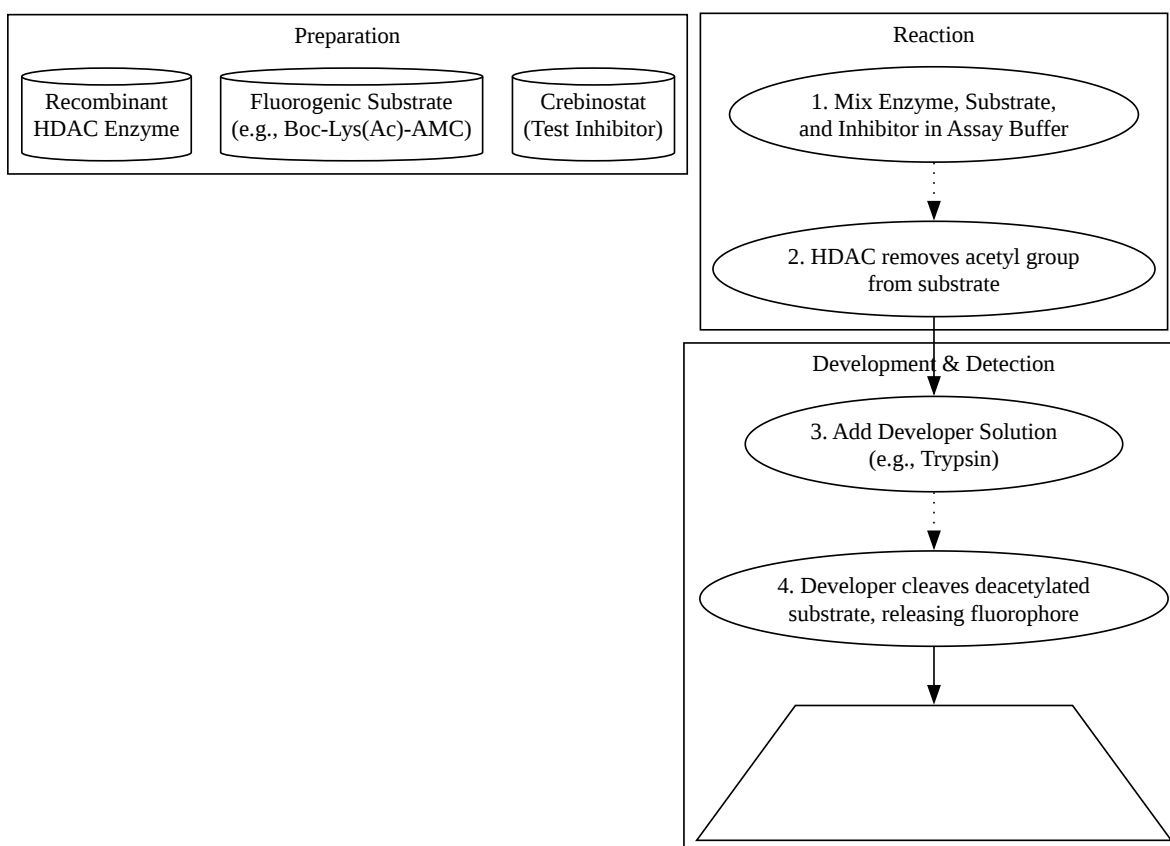 Preparation
Recombinant
HDAC Enzyme
Fluorogenic Substrate
(e.g., Boc-Lys(Ac)-AMC)
Crebinostat
(Test Inhibitor)
Reaction
1. Mix Enzyme, Substrate,
and Inhibitor in Assay Buffer
2. HDAC removes acetyl group
from substrate
Development & Detection
3. Add Developer Solution
(e.g., Trypsin)
4. Developer cleaves deacetylated
substrate, releasing fluorophore